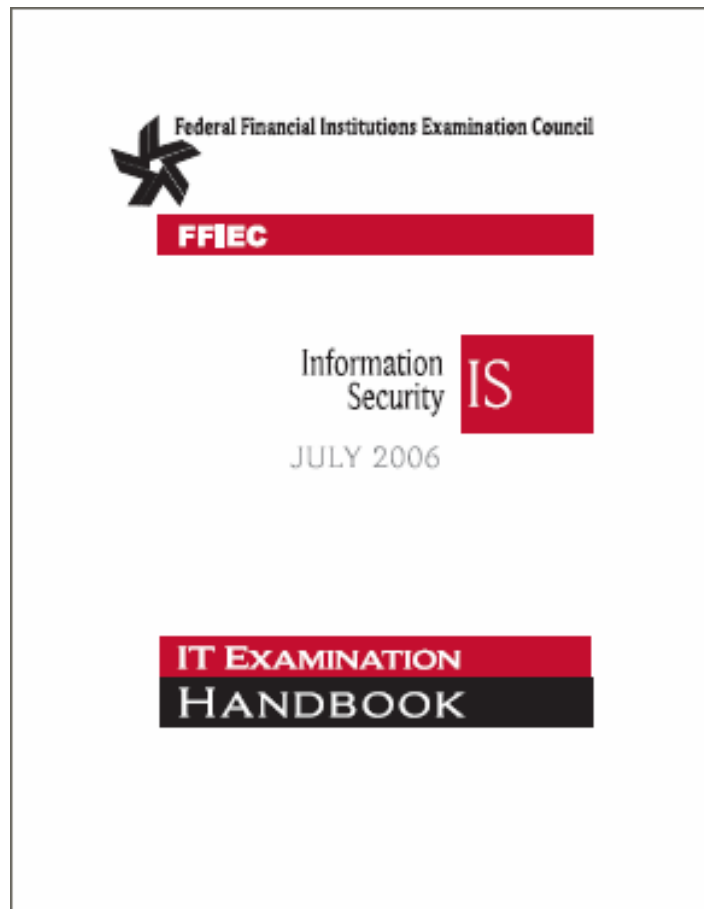 Federal Financial Institutions Examination Council
FFIEC
Information
Security
IS
JULY 2006
IT EXAMINATION
HANDBOOK